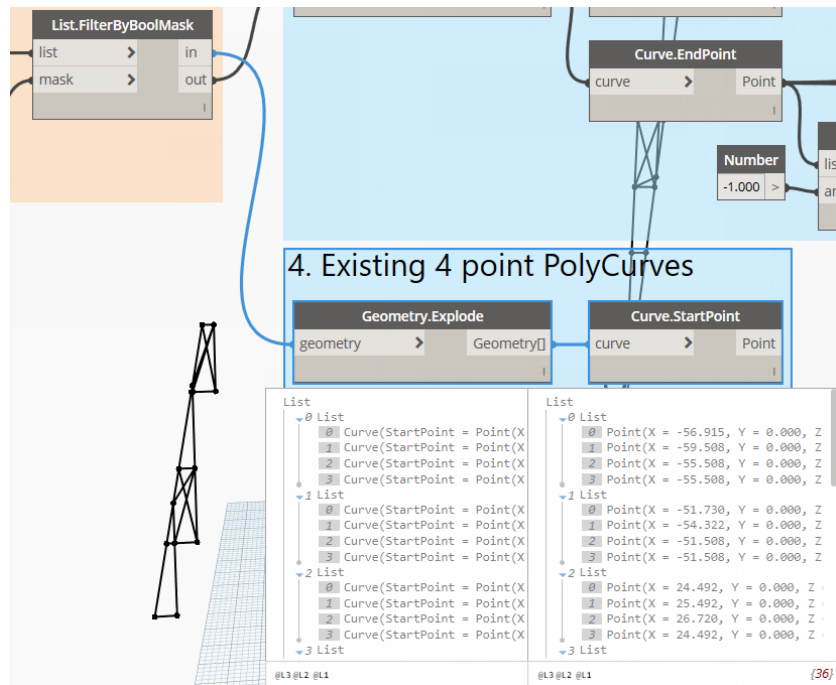 List.FilterByBoolMask
list > in
mask > out
Curve.EndPoint
curve > Point
Number
-1.000 >
4. Existing 4 point PolyCurves
Geometry.Explode
geometry > Geometry[]
Curve.StartPoint
curve > Point
List
0 List
0 Curve(StartPoint = Point(X
1 Curve(StartPoint = Point(X
2 Curve(StartPoint = Point(X
3 Curve(StartPoint = Point(X
1 List
0 Curve(StartPoint = Point(X
1 Curve(StartPoint = Point(X
2 Curve(StartPoint = Point(X
3 Curve(StartPoint = Point(X
2 List
0 Curve(StartPoint = Point(X
1 Curve(StartPoint = Point(X
2 Curve(StartPoint = Point(X
3 Curve(StartPoint = Point(X
3 List
@L3 @L2 @L1
List
0 List
0 Point(X = -56.915, Y = 0.000, Z
1 Point(X = -59.508, Y = 0.000, Z
2 Point(X = -55.508, Y = 0.000, Z
3 Point(X = -55.508, Y = 0.000, Z
1 List
0 Point(X = -51.730, Y = 0.000, Z
1 Point(X = -54.322, Y = 0.000, Z
2 Point(X = -51.508, Y = 0.000, Z
3 Point(X = -51.508, Y = 0.000, Z
2 List
0 Point(X = 24.492, Y = 0.000, Z
1 Point(X = 25.492, Y = 0.000, Z
2 Point(X = 26.720, Y = 0.000, Z
3 Point(X = 24.492, Y = 0.000, Z
3 List
@L3 @L2 @L1 {36}